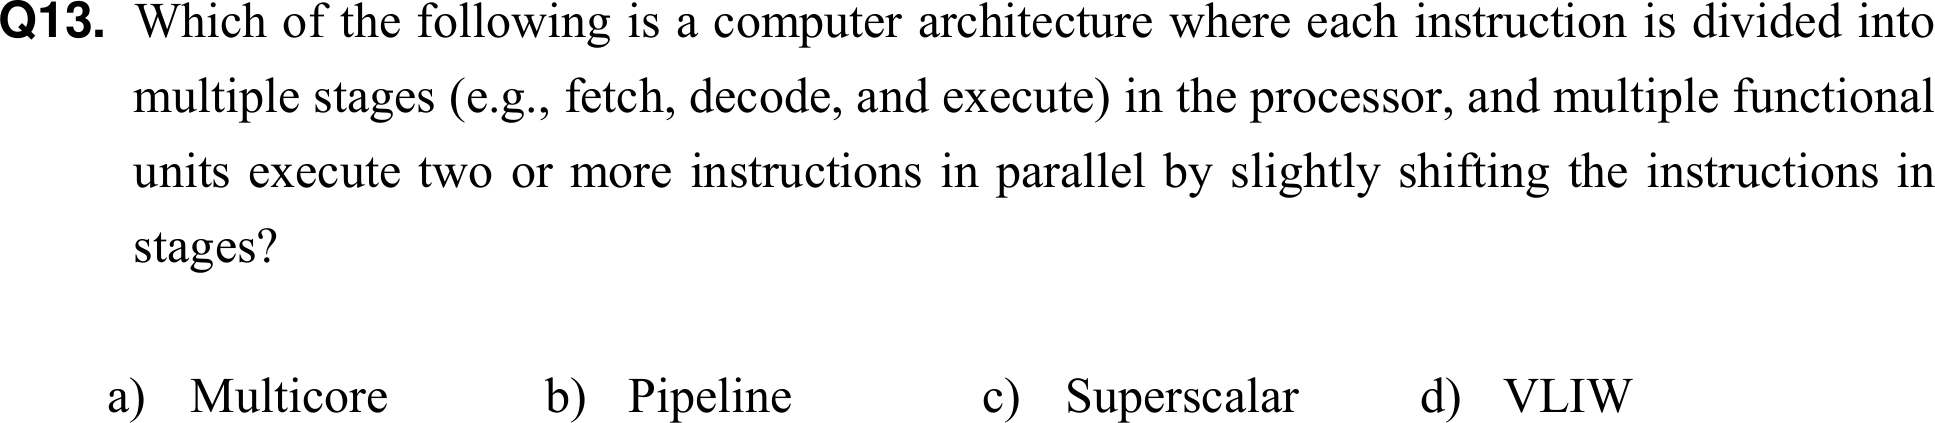 Q13. Which of the following is a computer architecture where each instruction is divided into
multiple stages (e.g., fetch, decode, and execute) in the processor, and multiple functional
units execute two or more instructions in parallel by slightly shifting the instructions in
stages?
a) Multicore b) Pipeline c) Superscalar d) VLIW